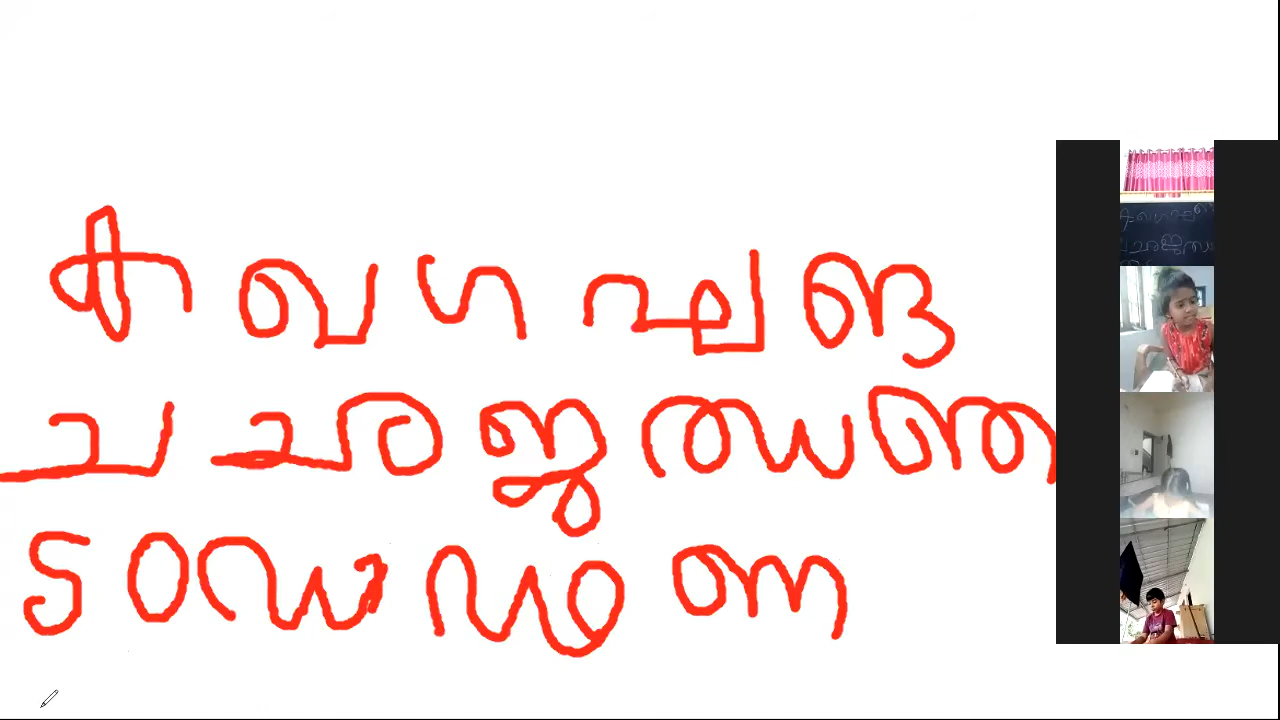 ക ഖ ഗ ഘ ങ
ച ഛ ജ ഝ ഞ
ട ഠ ഡ ഢ ണ